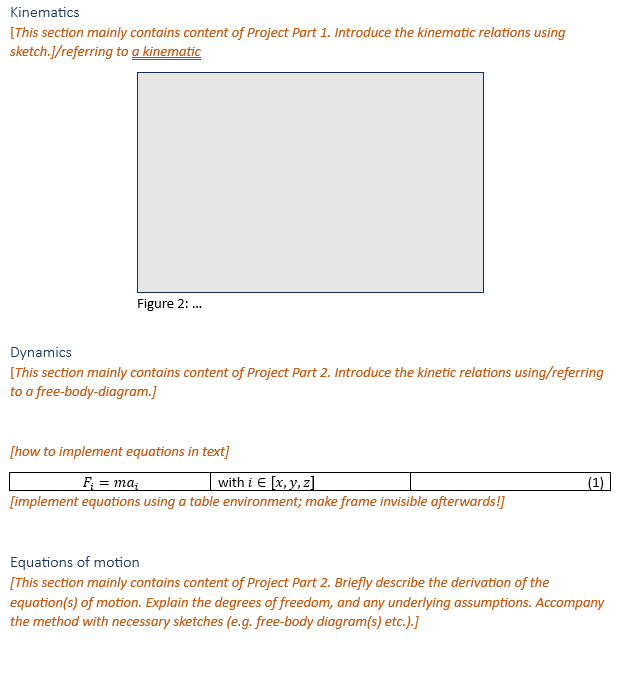 Kinematics
[This section mainly contains content of Project Part 1. Introduce the kinematic relations using
sketch.]/referring to a kinematic
Figure 2: ...
Dynamics
[This section mainly contains content of Project Part 2. Introduce the kinetic relations using/referring
to a free-body-diagram.]
[how to implement equations in text]
F_i = ma_i with i ∈ [x, y, z] (1)
[implement equations using a table environment; make frame invisible afterwards!]
Equations of motion
[This section mainly contains content of Project Part 2. Briefly describe the derivation of the
equation(s) of motion. Explain the degrees of freedom, and any underlying assumptions. Accompany
the method with necessary sketches (e.g. free-body diagram(s) etc.).]